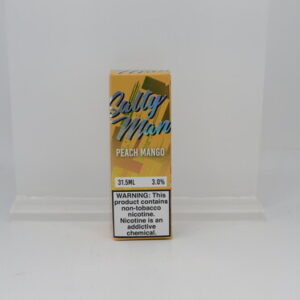 Salty
Man
PEACH MANGO
31.5ML 3.0%
WARNING: This
product contains
non-tobacco
nicotine.
Nicotine is an
addictive
chemical.